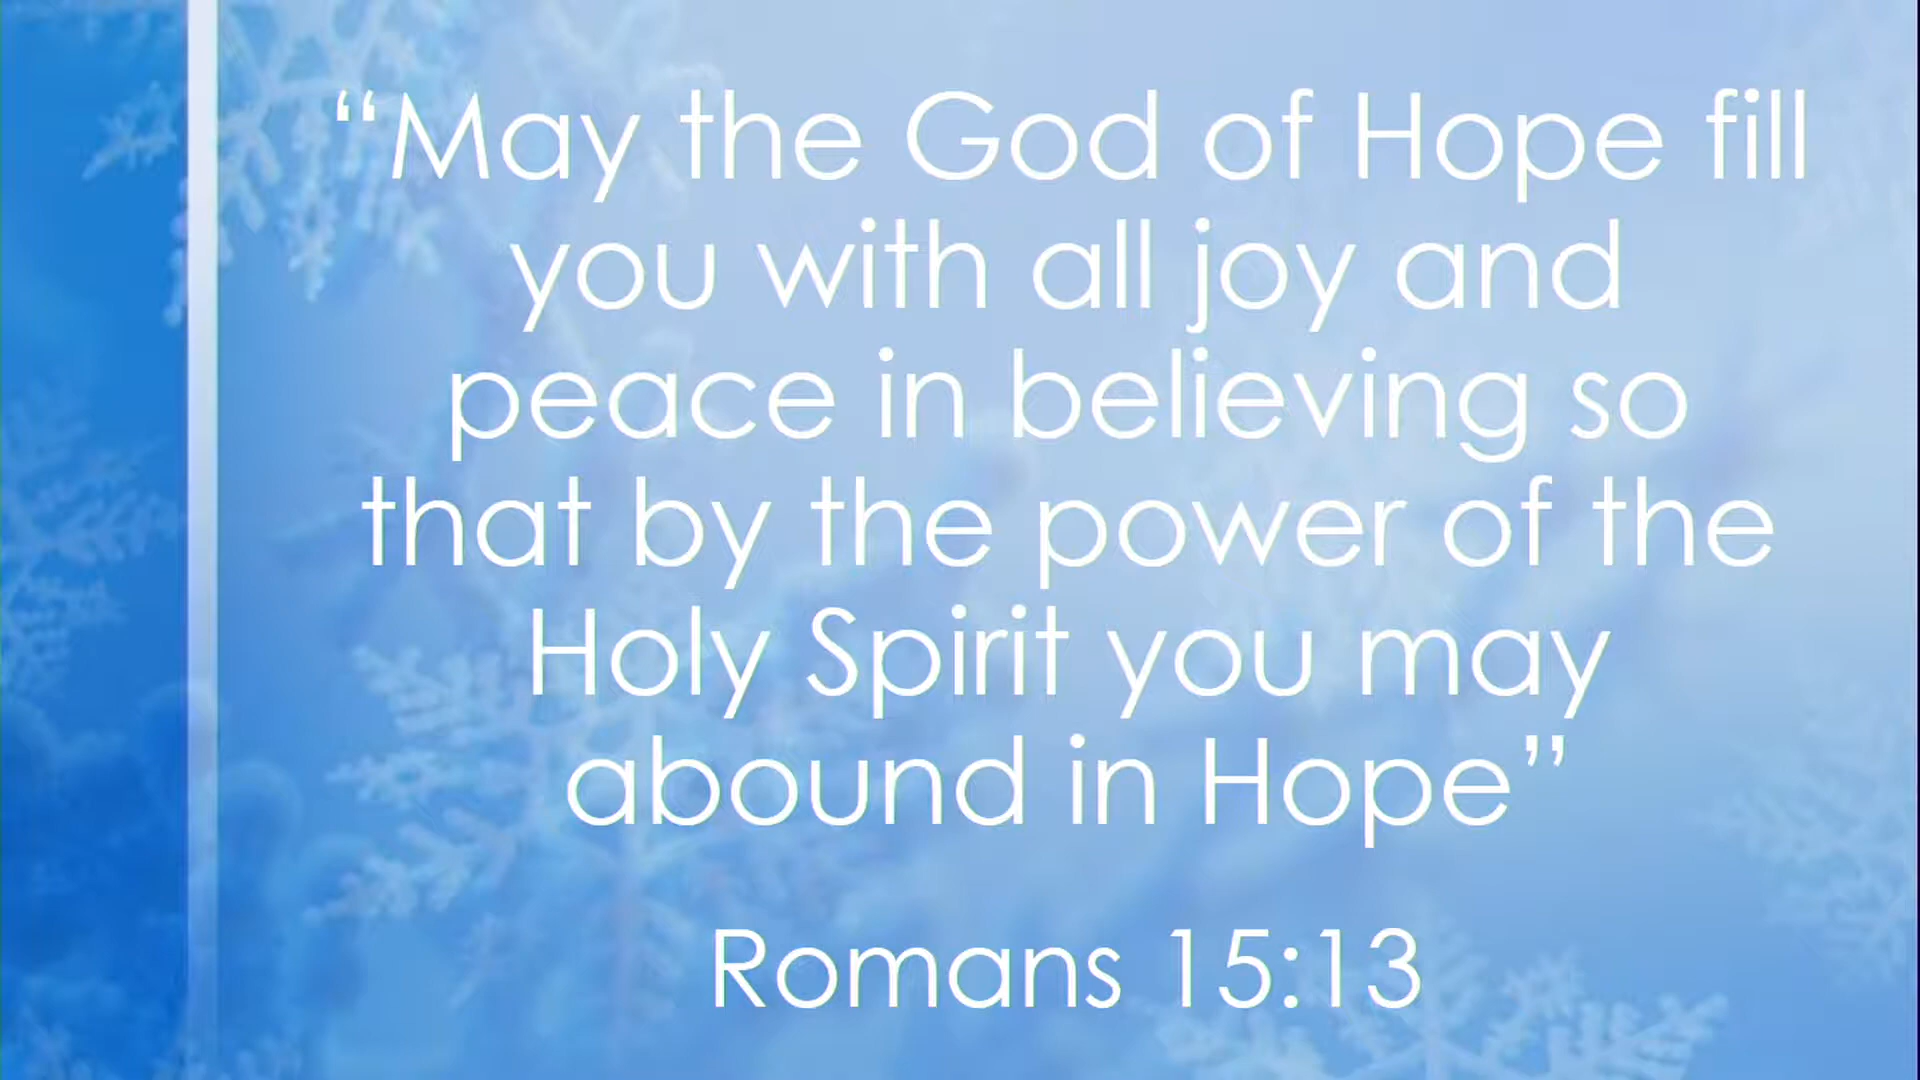 “May the God of Hope fill
you with all joy and
peace in believing so
that by the power of the
Holy Spirit you may
abound in Hope”
Romans 15:13